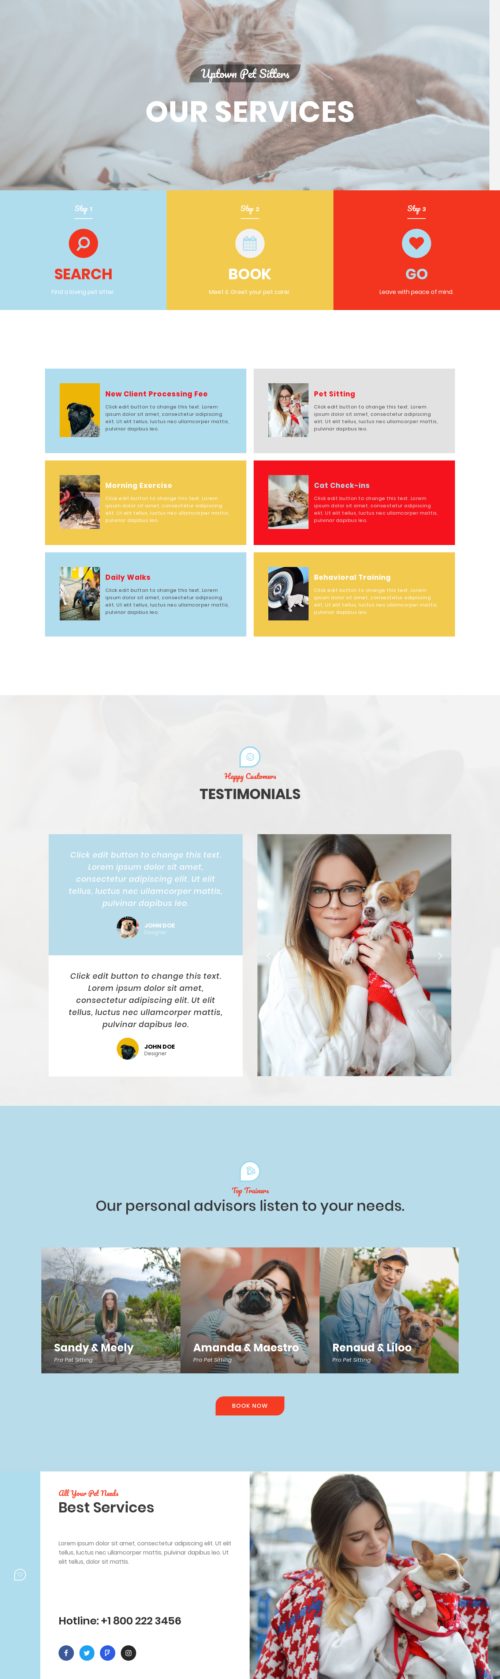 Uptown Pet Sitters
OUR SERVICES
Step 1
SEARCH
Find a loving pet sitter.
Step 2
BOOK
Meet & Greet your pet carer.
Step 3
GO
Leave with peace of mind.
New Client Processing Fee
Click edit button to change this text. Lorem
ipsum dolor sit amet, consectetur adipiscing
elit. Ut elit tellus, luctus nec ullamcorper mattis,
pulvinar dapibus leo.
Pet Sitting
Click edit button to change this text. Lorem
ipsum dolor sit amet, consectetur adipiscing
elit. Ut elit tellus, luctus nec ullamcorper mattis,
pulvinar dapibus leo.
Morning Exercise
Click edit button to change this text. Lorem
ipsum dolor sit amet, consectetur adipiscing
elit. Ut elit tellus, luctus nec ullamcorper mattis,
pulvinar dapibus leo.
Cat Check-ins
Click edit button to change this text. Lorem
ipsum dolor sit amet, consectetur adipiscing
elit. Ut elit tellus, luctus nec ullamcorper mattis,
pulvinar dapibus leo.
Daily Walks
Click edit button to change this text. Lorem
ipsum dolor sit amet, consectetur adipiscing
elit. Ut elit tellus, luctus nec ullamcorper mattis,
pulvinar dapibus leo.
Behavioral Training
Click edit button to change this text. Lorem
ipsum dolor sit amet, consectetur adipiscing
elit. Ut elit tellus, luctus nec ullamcorper mattis,
pulvinar dapibus leo.
Happy Customers
TESTIMONIALS
Click edit button to change this text.
Lorem ipsum dolor sit amet,
consectetur adipiscing elit. Ut elit
tellus, luctus nec ullamcorper mattis,
pulvinar dapibus leo.
JOHN DOE
Designer
Click edit button to change this text.
Lorem ipsum dolor sit amet,
consectetur adipiscing elit. Ut elit
tellus, luctus nec ullamcorper mattis,
pulvinar dapibus leo.
JOHN DOE
Designer
Top Trainers
Our personal advisors listen to your needs.
Sandy & Meely
Pro Pet Sitting
Amanda & Maestro
Pro Pet Sitting
Renaud & Liloo
Pro Pet Sitting
BOOK NOW
All Your Pet Needs
Best Services
Lorem ipsum dolor sit amet, consectetur adipiscing elit. Ut elit
tellus, luctus nec ullamcorper mattis, pulvinar dapibus leo. Ut elit
tellus, dolor sit mattis.
Hotline: +1 800 222 3456